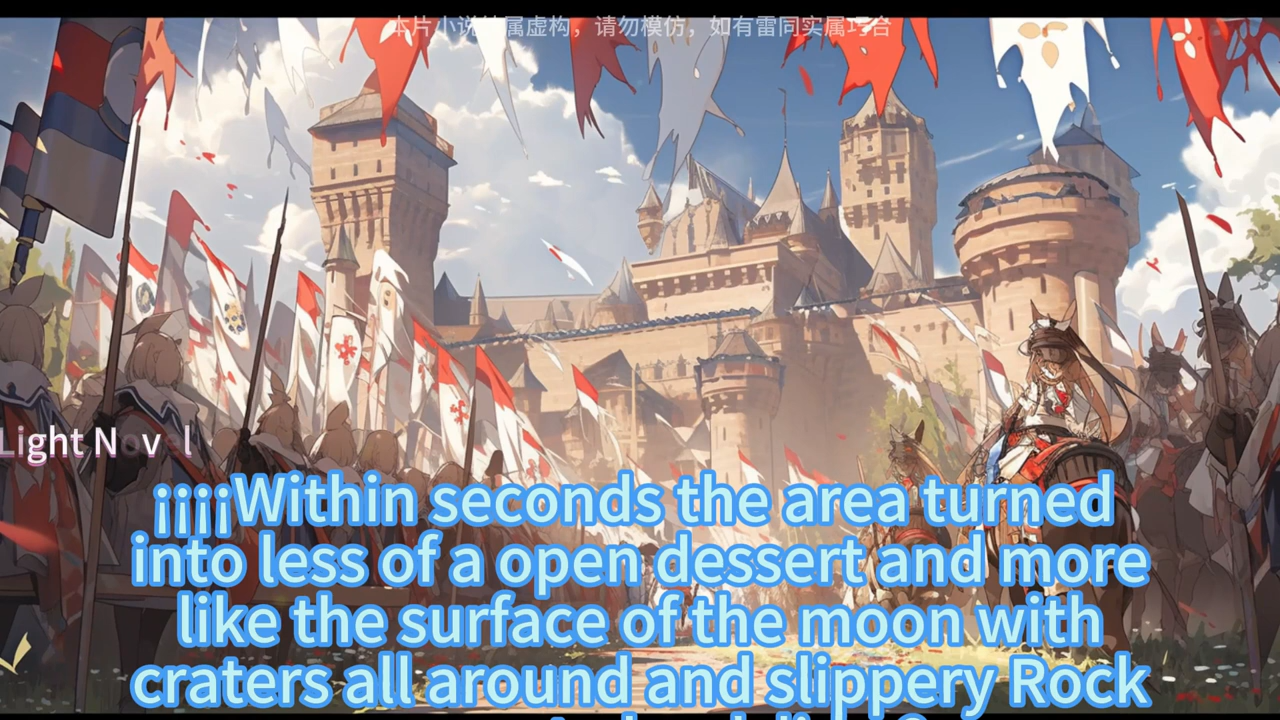 本片小说纯属虚构，请勿模仿，如有雷同实属巧合
Light Novel
¡¡¡¡Within seconds the area turned
into less of a open dessert and more
like the surface of the moon with
craters all around and slippery Rock